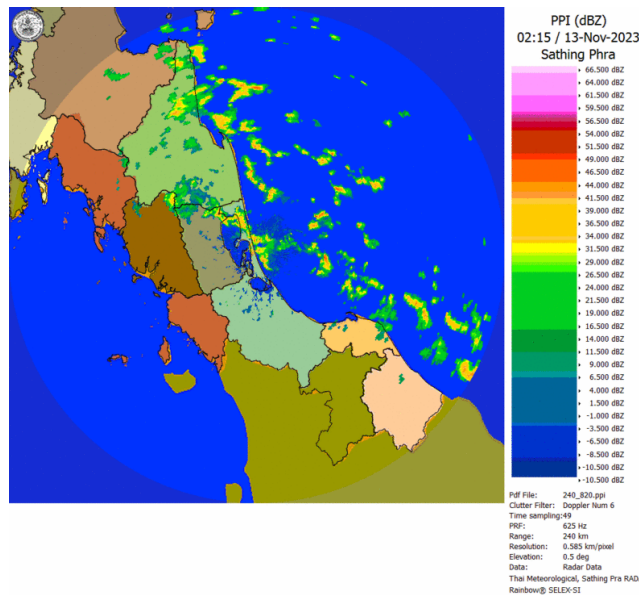 PPI (dBZ)
02:15 / 13-Nov-2023
Sathing Phra
66.500 dBZ
64.000 dBZ
61.500 dBZ
59.500 dBZ
56.500 dBZ
54.000 dBZ
51.500 dBZ
49.000 dBZ
46.500 dBZ
44.000 dBZ
41.500 dBZ
39.000 dBZ
36.500 dBZ
34.000 dBZ
31.500 dBZ
29.000 dBZ
26.500 dBZ
24.000 dBZ
21.500 dBZ
19.000 dBZ
16.500 dBZ
14.000 dBZ
11.500 dBZ
9.000 dBZ
6.500 dBZ
4.000 dBZ
1.500 dBZ
-1.000 dBZ
-3.500 dBZ
-6.500 dBZ
-8.500 dBZ
-10.500 dBZ
-10.500 dBZ
Pdf File: 240_820.ppi
Clutter Filter: Doppler Num 6
Time sampling:49
PRF: 625 Hz
Range: 240 km
Resolution: 0.585 km/pixel
Elevation: 0.5 deg
Data: Radar Data
Thai Meteorological, Sathing Pra RADA
Rainbow® SELEX-SI